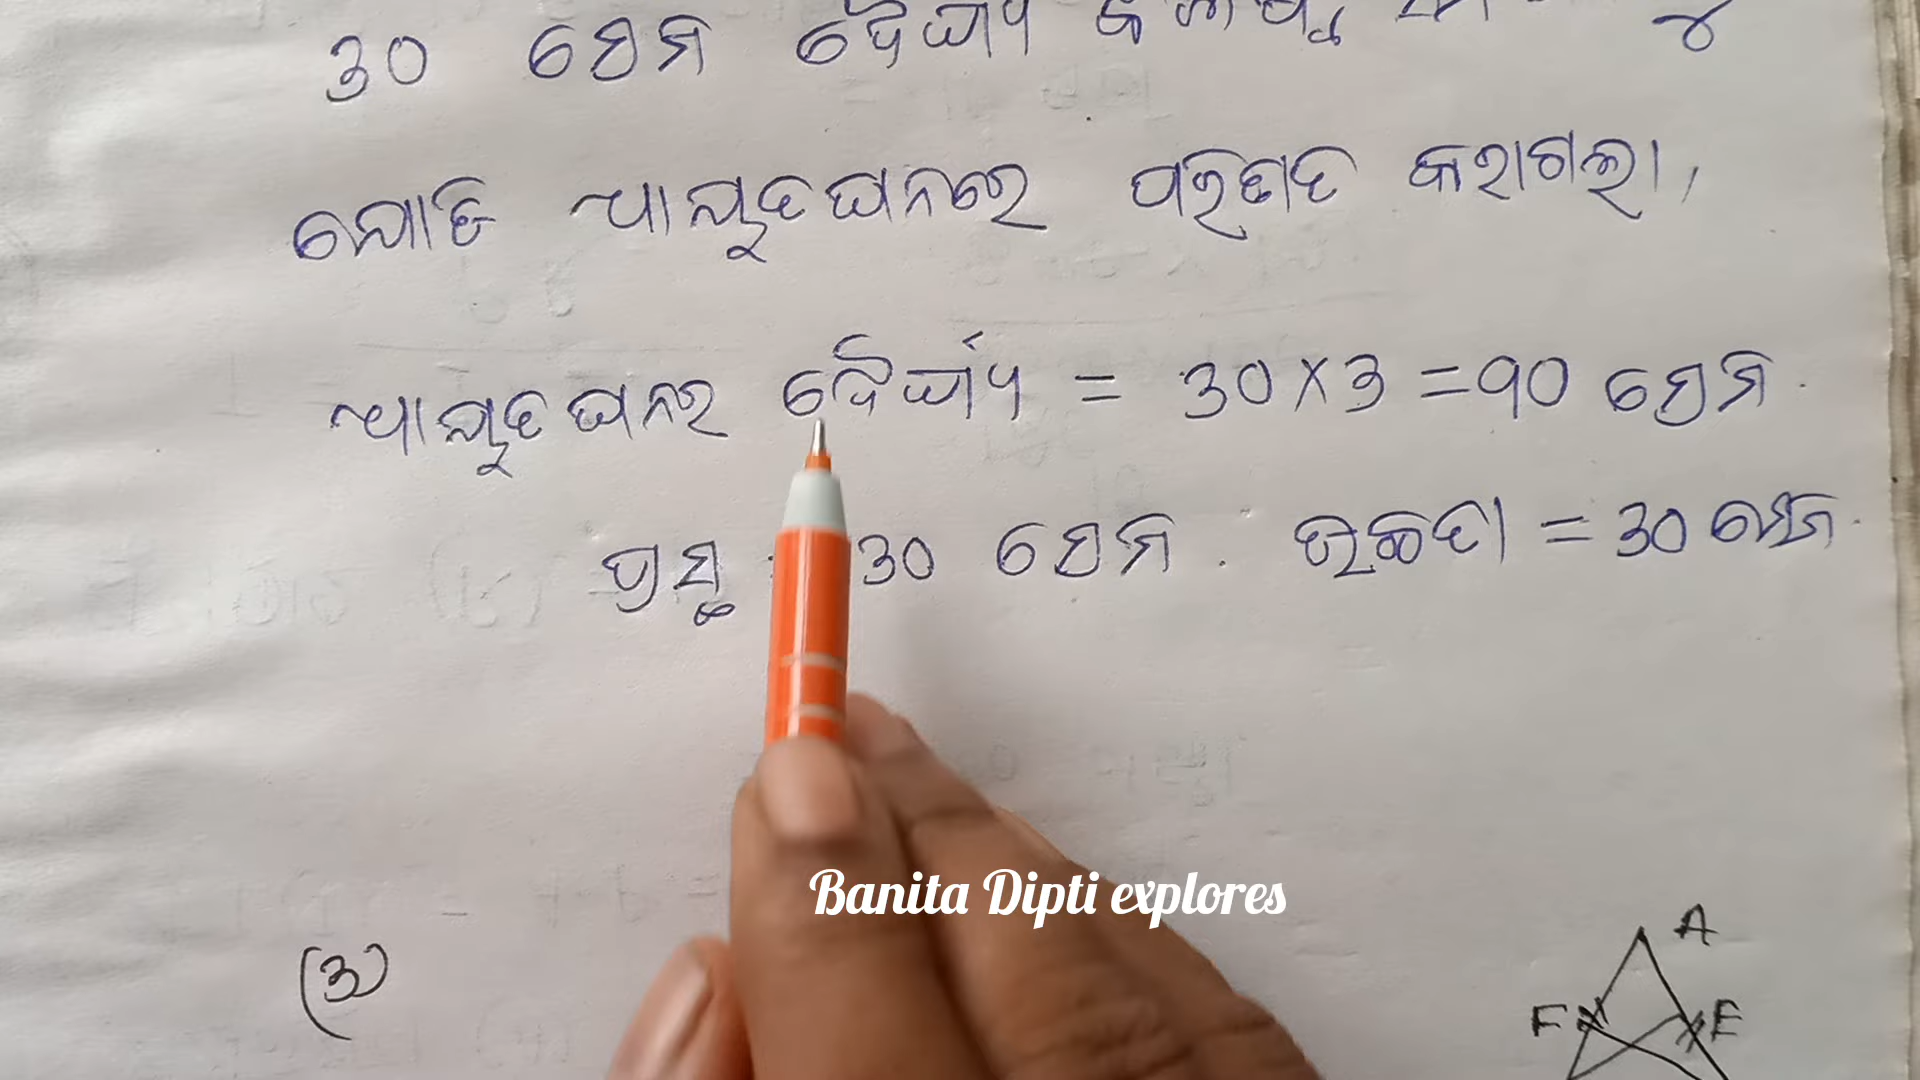 30 ସେମି ଦୈର୍ଘ୍ୟ
ଯୋଡି ଆୟତଘନରେ ପରିଣତ କରାଗଲା,
ଆୟତଘନର ଦୈର୍ଘ୍ୟ = 30 × 3 = 90 ସେମି.
ପ୍ରସ୍ଥ 30 ସେମି. ଉଚ୍ଚତା = 30 ସେମି.
Banita Dipti explores
(3)
A
F E